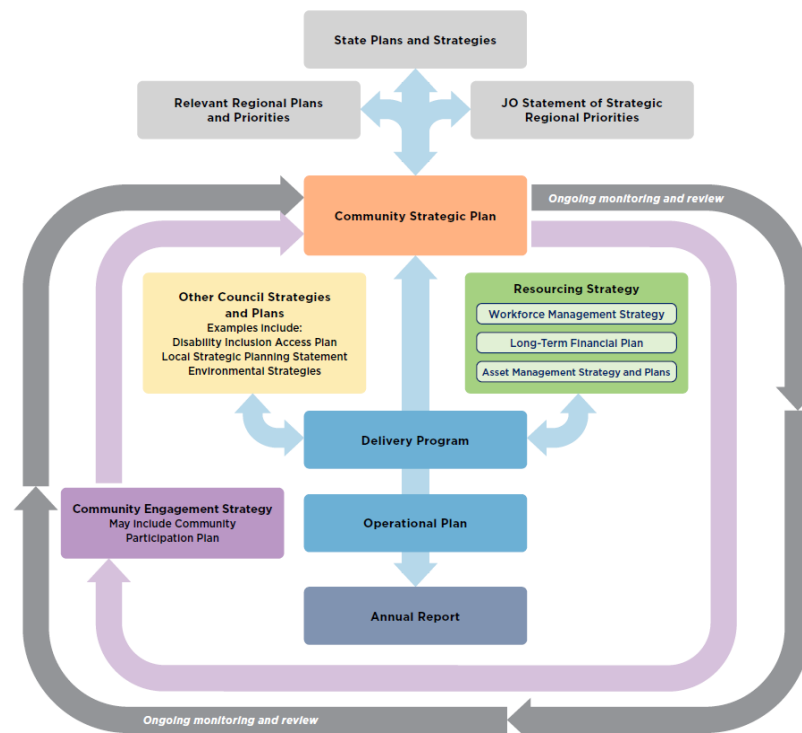 State Plans and Strategies
Relevant Regional Plans
and Priorities
JO Statement of Strategic
Regional Priorities
Ongoing monitoring and review
Community Strategic Plan
Other Council Strategies
and Plans
Examples Include:
Disability Inclusion Access Plan
Local Strategic Planning Statement
Environmental Strategies
Resourcing Strategy
Workforce Management Strategy
Long-Term Financial Plan
Asset Management Strategy and Plans
Delivery Program
Community Engagement Strategy
May Include Community
Participation Plan
Operational Plan
Annual Report
Ongoing monitoring and review